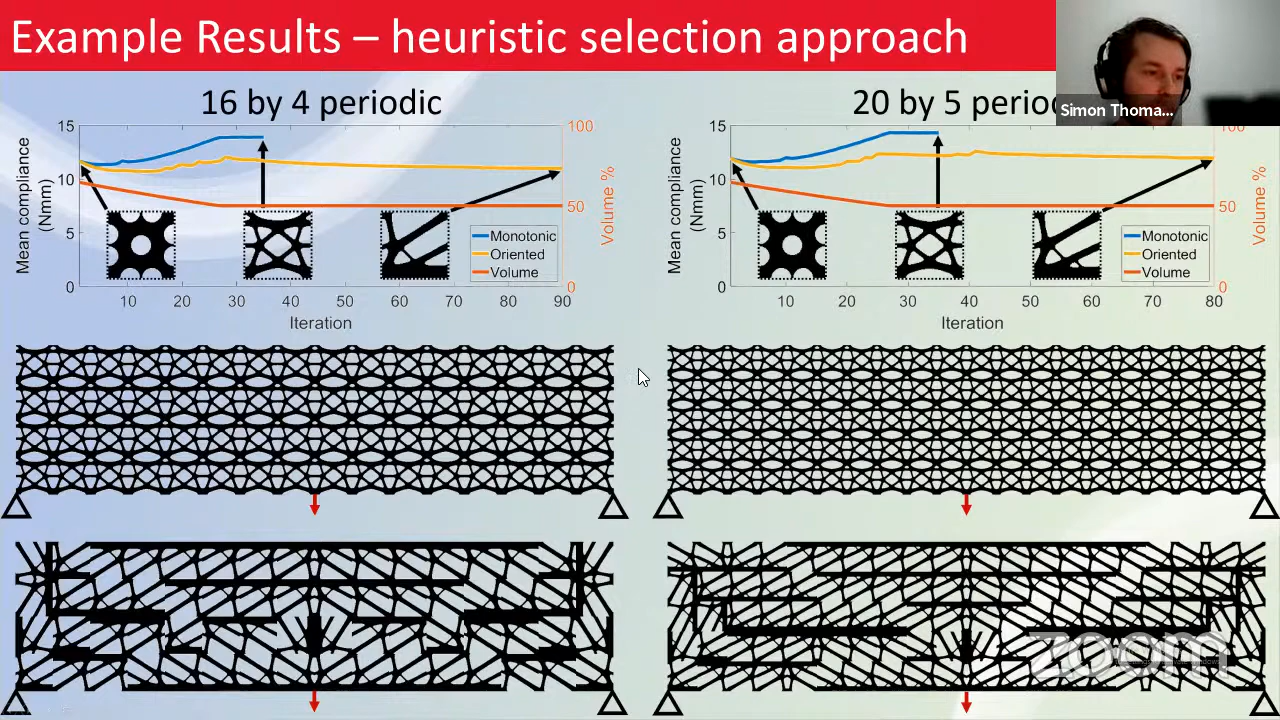 Example Results – heuristic selection approach
Simon Thoma...
16 by 4 periodic
15
10
5
0
Mean compliance
(Nmm)
100
50
0
Volume %
Monotonic
Oriented
Volume
10 20 30 40 50 60 70 80 90
Iteration
20 by 5 perio
15
10
5
0
Mean compliance
(Nmm)
100
50
0
Volume %
Monotonic
Oriented
Volume
10 20 30 40 50 60 70 80
Iteration
zoom